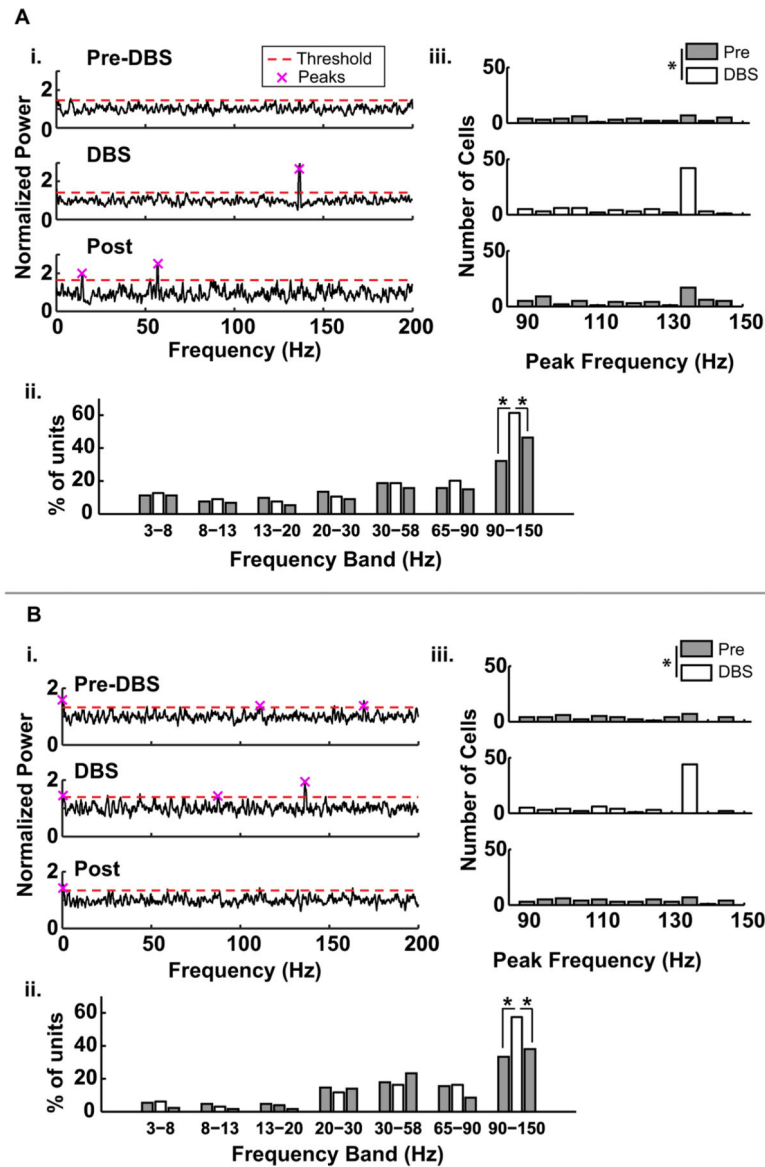 A
i.
Pre-DBS
Threshold
Peaks
2
0
DBS
2
0
Post
2
0
0 50 100 150 200
Normalized Power
Frequency (Hz)
iii.
* Pre
DBS
50
0
50
0
50
0
90 110 130 150
Number of Cells
Peak Frequency (Hz)
ii.
60
40
20
0
% of units
* *
3–8 8–13 13–20 20–30 30–58 65–90 90–150
Frequency Band (Hz)
B
i.
Pre-DBS
2
0
DBS
2
0
Post
2
0
0 50 100 150 200
Normalized Power
Frequency (Hz)
iii.
* Pre
DBS
50
0
50
0
50
0
90 110 130 150
Number of Cells
Peak Frequency (Hz)
ii.
60
40
20
0
% of units
* *
3–8 8–13 13–20 20–30 30–58 65–90 90–150
Frequency Band (Hz)